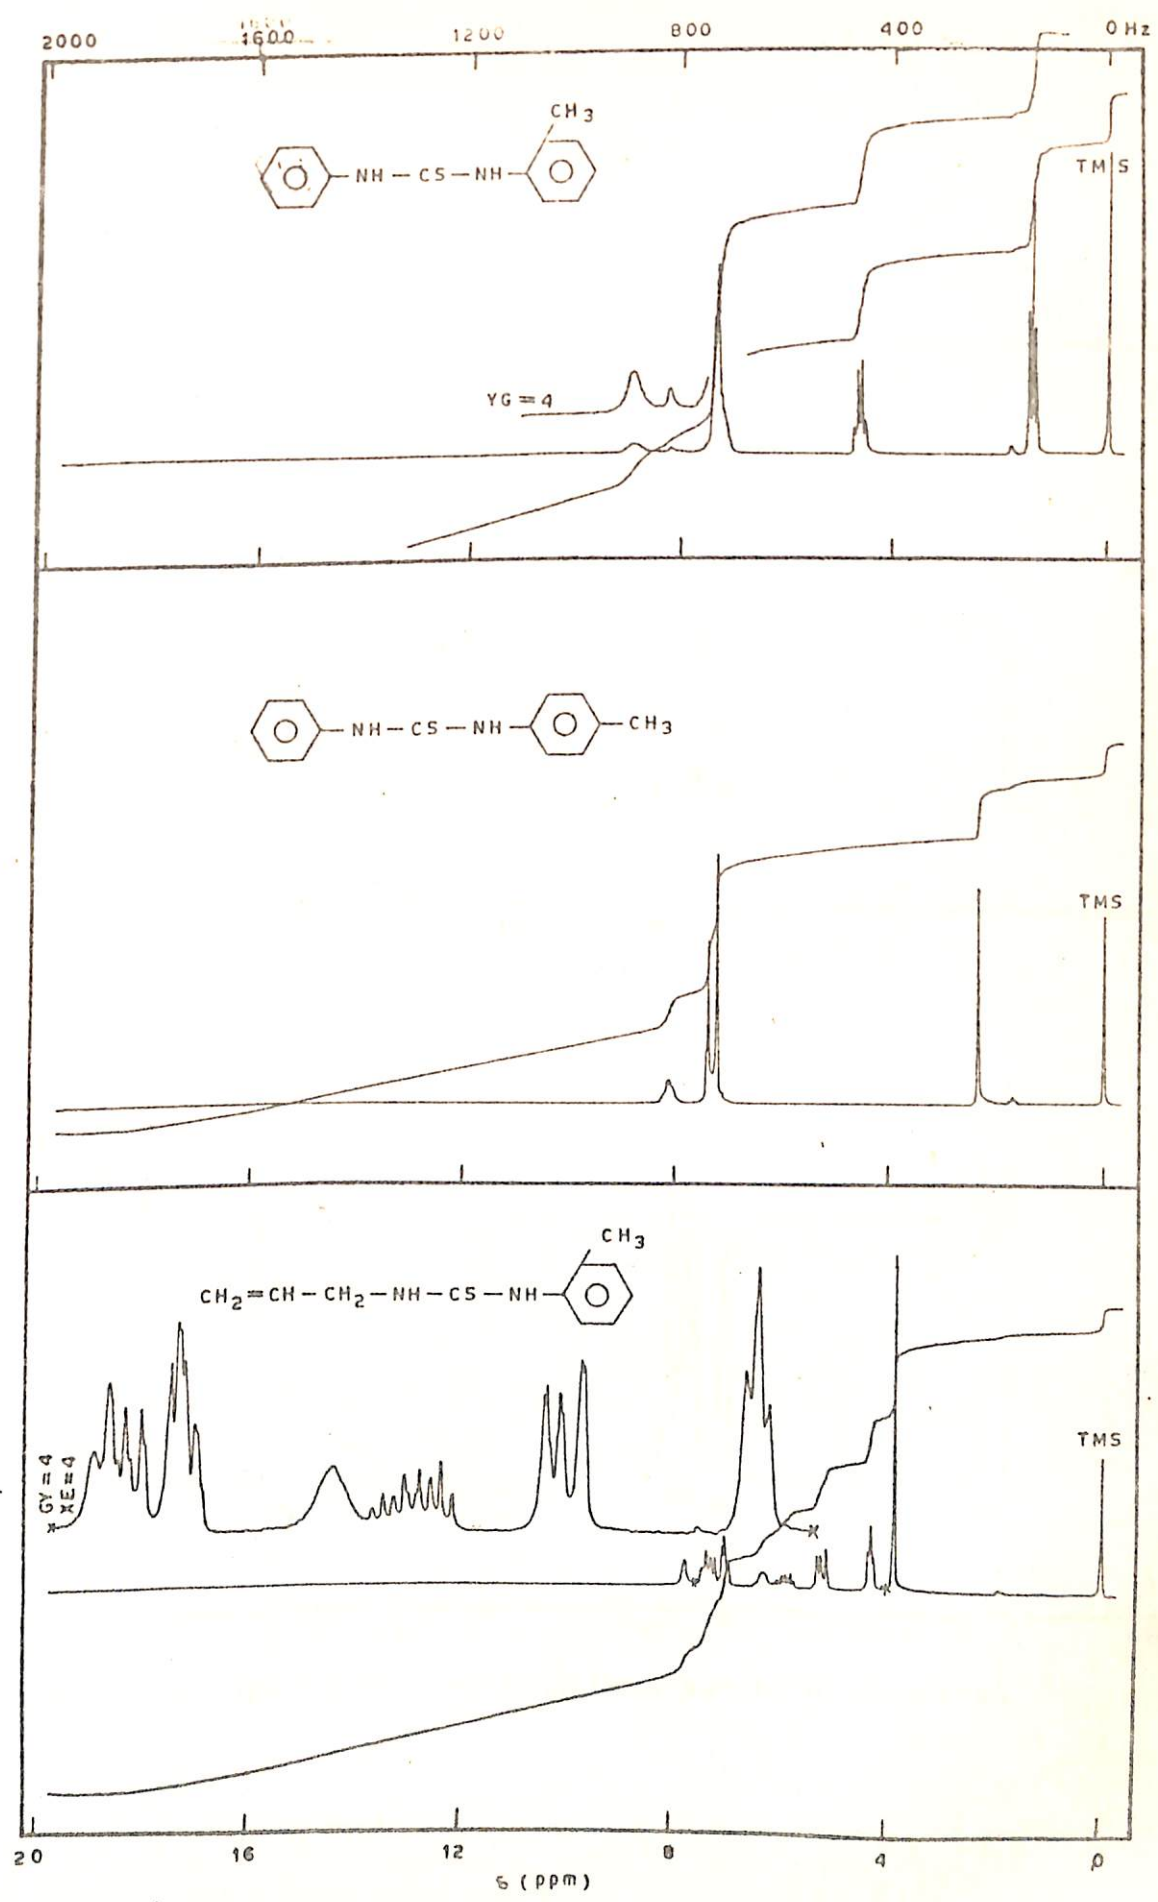 2000 1600 1200 800 400 0 Hz
CH3
NH — CS — NH
TMS
YG = 4
NH — CS — NH — CH3
TMS
CH3
CH2=CH — CH2 — NH — CS — NH
GY = 4
XE = 4
TMS
20 16 12 8 4 0
δ (ppm)